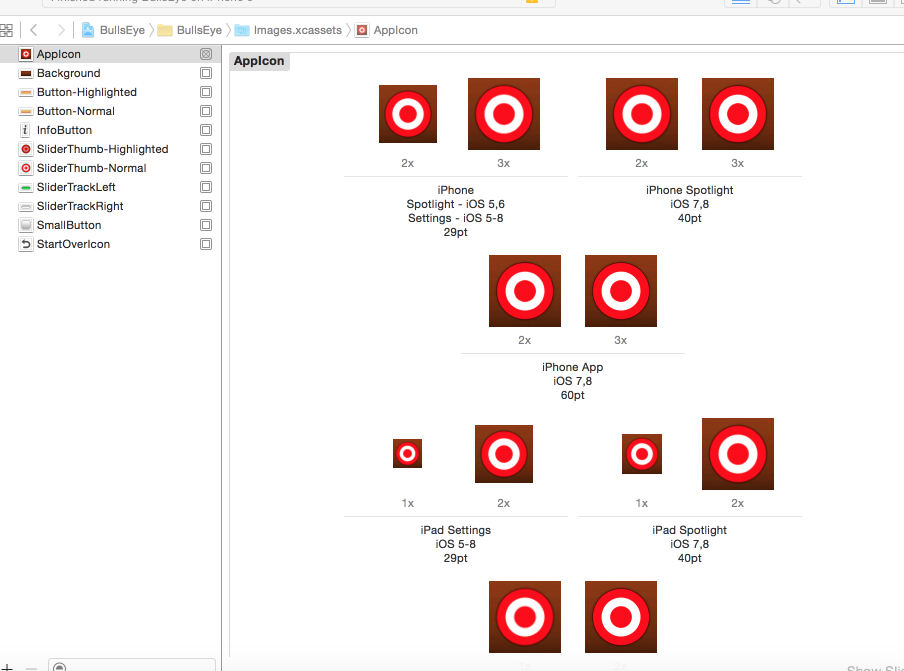 BullsEye
BullsEye
Images.xcassets
AppIcon
AppIcon
Background
Button-Highlighted
Button-Normal
InfoButton
SliderThumb-Highlighted
SliderThumb-Normal
SliderTrackLeft
SliderTrackRight
SmallButton
StartOverIcon
AppIcon
2x 3x
iPhone
Spotlight - iOS 5,6
Settings - iOS 5-8
29pt
2x 3x
iPhone Spotlight
iOS 7,8
40pt
2x 3x
iPhone App
iOS 7,8
60pt
1x 2x
iPad Settings
iOS 5-8
29pt
1x 2x
iPad Spotlight
iOS 7,8
40pt